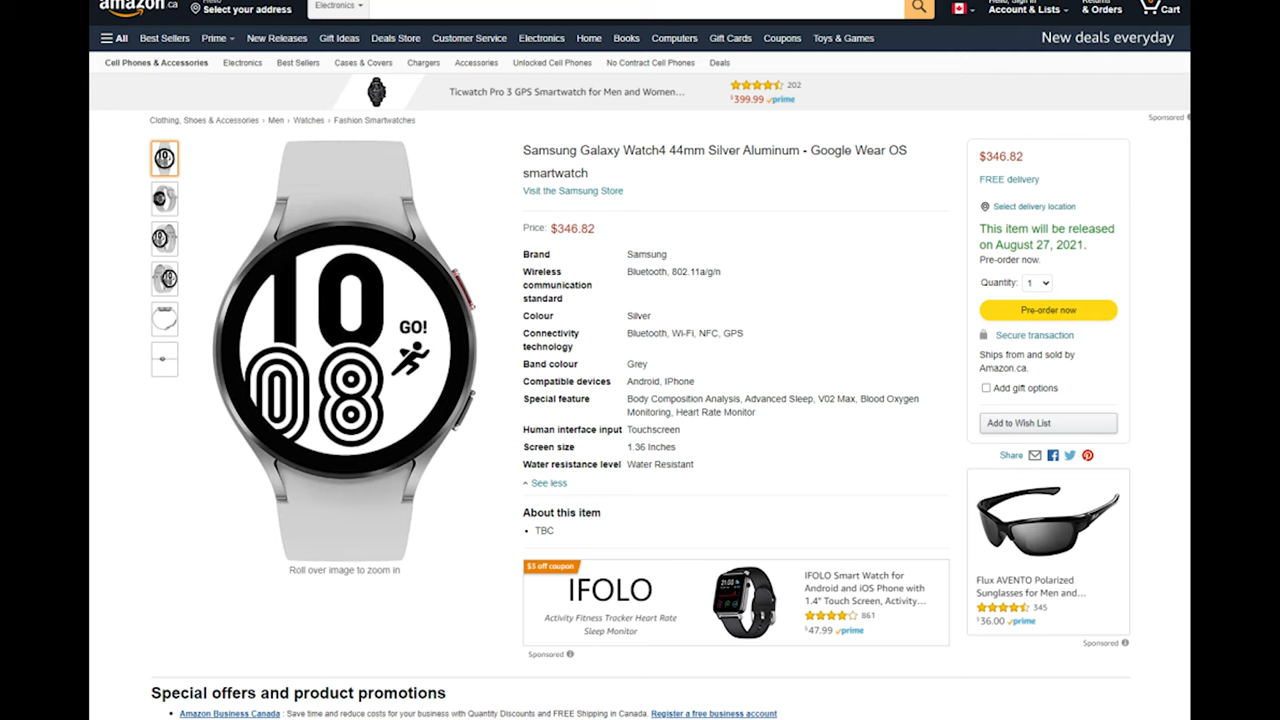 amazon.ca
Hello
Select your address
Electronics
Hello, Sign in
Account & Lists
Returns
& Orders
0
Cart
All
Best Sellers
Prime
New Releases
Gift Ideas
Deals Store
Customer Service
Electronics
Home
Books
Computers
Gift Cards
Coupons
Toys & Games
New deals everyday
Cell Phones & Accessories
Electronics
Best Sellers
Cases & Covers
Chargers
Accessories
Unlocked Cell Phones
No Contract Cell Phones
Deals
Ticwatch Pro 3 GPS Smartwatch for Men and Women…
202
$399.99 prime
Sponsored
Clothing, Shoes & Accessories › Men › Watches › Fashion Smartwatches
10
08
GO!
Roll over image to zoom in
Samsung Galaxy Watch4 44mm Silver Aluminum - Google Wear OS
smartwatch
Visit the Samsung Store
Price: $346.82
Brand Samsung
Wireless Bluetooth, 802.11a/g/n
communication
standard
Colour Silver
Connectivity Bluetooth, Wi-Fi, NFC, GPS
technology
Band colour Grey
Compatible devices Android, IPhone
Special feature Body Composition Analysis, Advanced Sleep, V02 Max, Blood Oxygen
Monitoring, Heart Rate Monitor
Human interface input Touchscreen
Screen size 1.36 Inches
Water resistance level Water Resistant
See less
About this item
• TBC
$5 off coupon
IFOLO
Activity Fitness Tracker Heart Rate
Sleep Monitor
21:00
IFOLO Smart Watch for
Android and iOS Phone with
1.4" Touch Screen, Activity…
861
$47.99 prime
Sponsored
$346.82
FREE delivery
Select delivery location
This item will be released
on August 27, 2021.
Pre-order now.
Quantity: 1
Pre-order now
Secure transaction
Ships from and sold by
Amazon.ca.
Add gift options
Add to Wish List
Share
Flux AVENTO Polarized
Sunglasses for Men and…
345
$36.00 prime
Sponsored
Special offers and product promotions
• Amazon Business Canada : Save time and reduce costs for your business with Quantity Discounts and FREE Shipping in Canada. Register a free business account